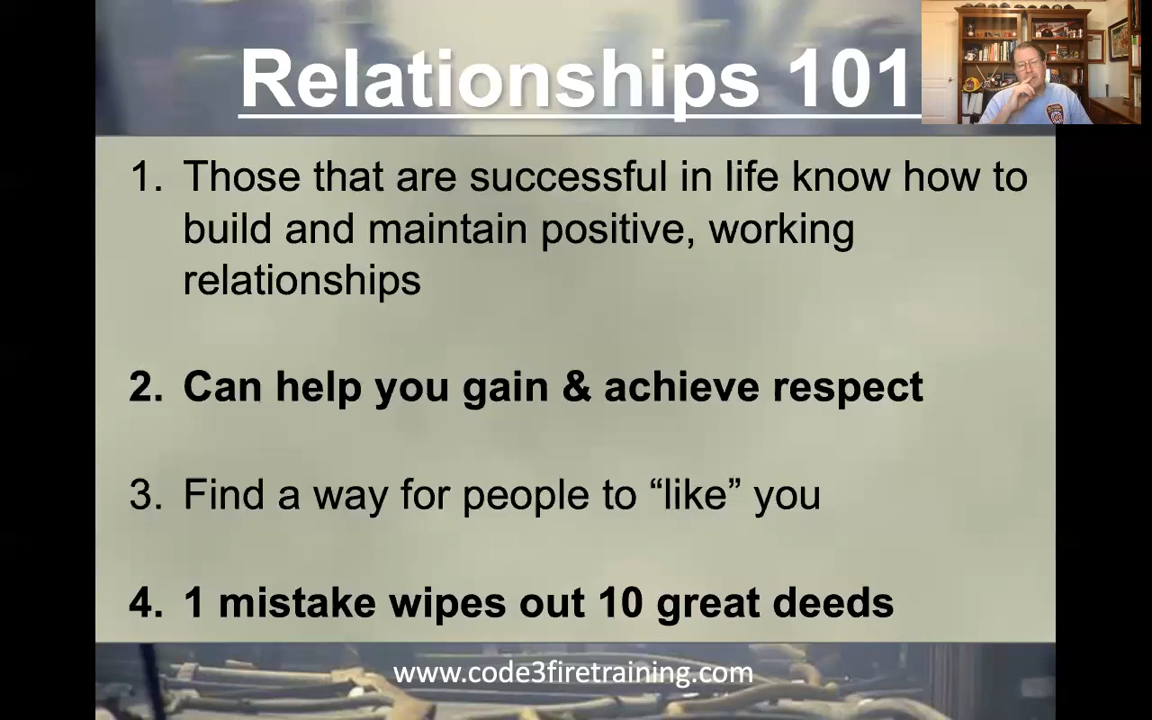 Relationships 101
1. Those that are successful in life know how to
build and maintain positive, working
relationships
2. Can help you gain & achieve respect
3. Find a way for people to “like” you
4. 1 mistake wipes out 10 great deeds
www.code3firetraining.com